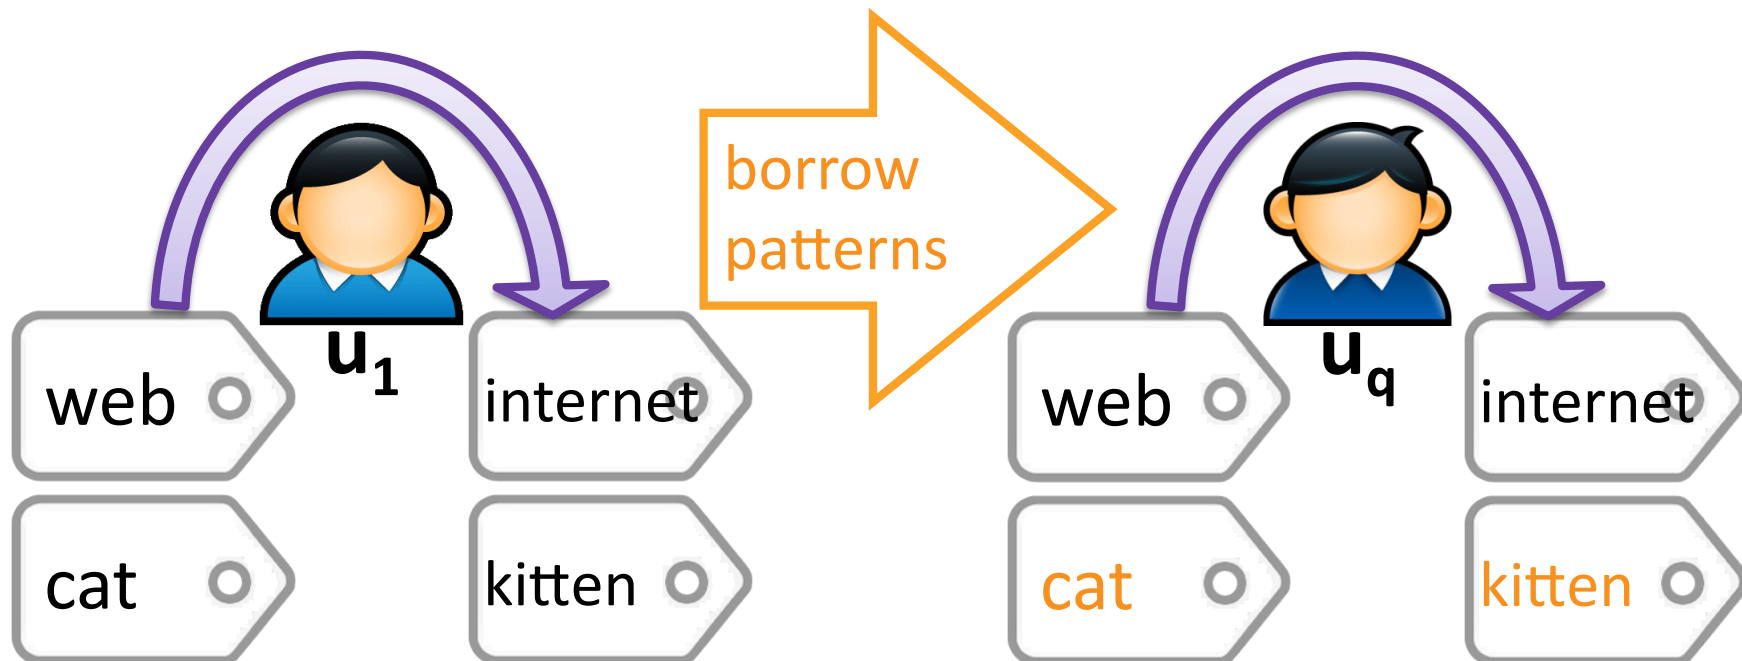 borrow
patterns
u1
uq
web
internet
web
internet
cat
kitten
cat
kitten